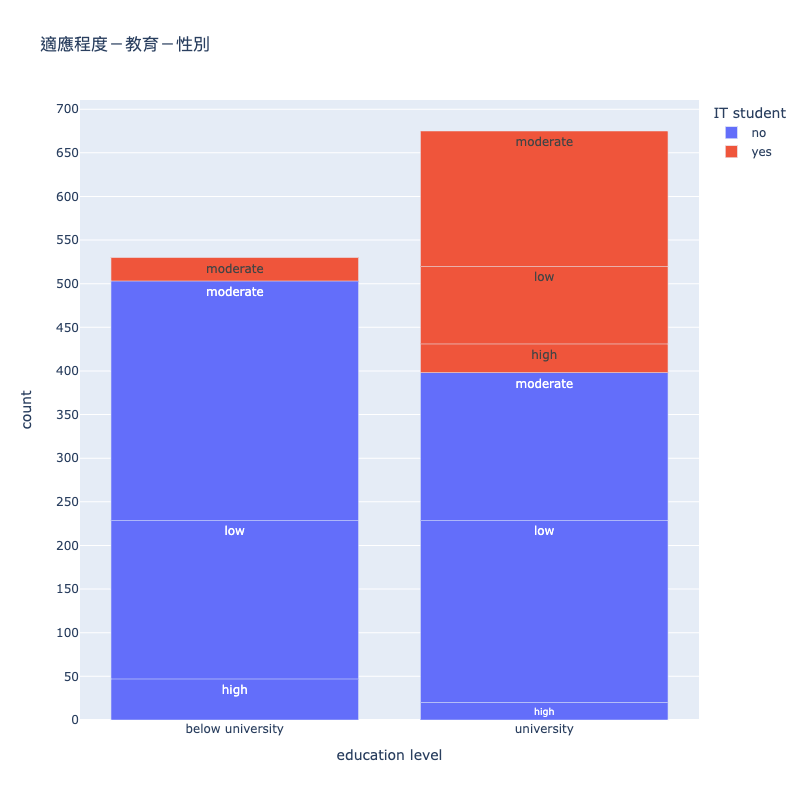 適應程度－教育－性別
IT student
no
yes
count
700
650
600
550
500
450
400
350
300
250
200
150
100
50
0
moderate
moderate
low
high
moderate
low
high
moderate
low
high
below university
university
education level